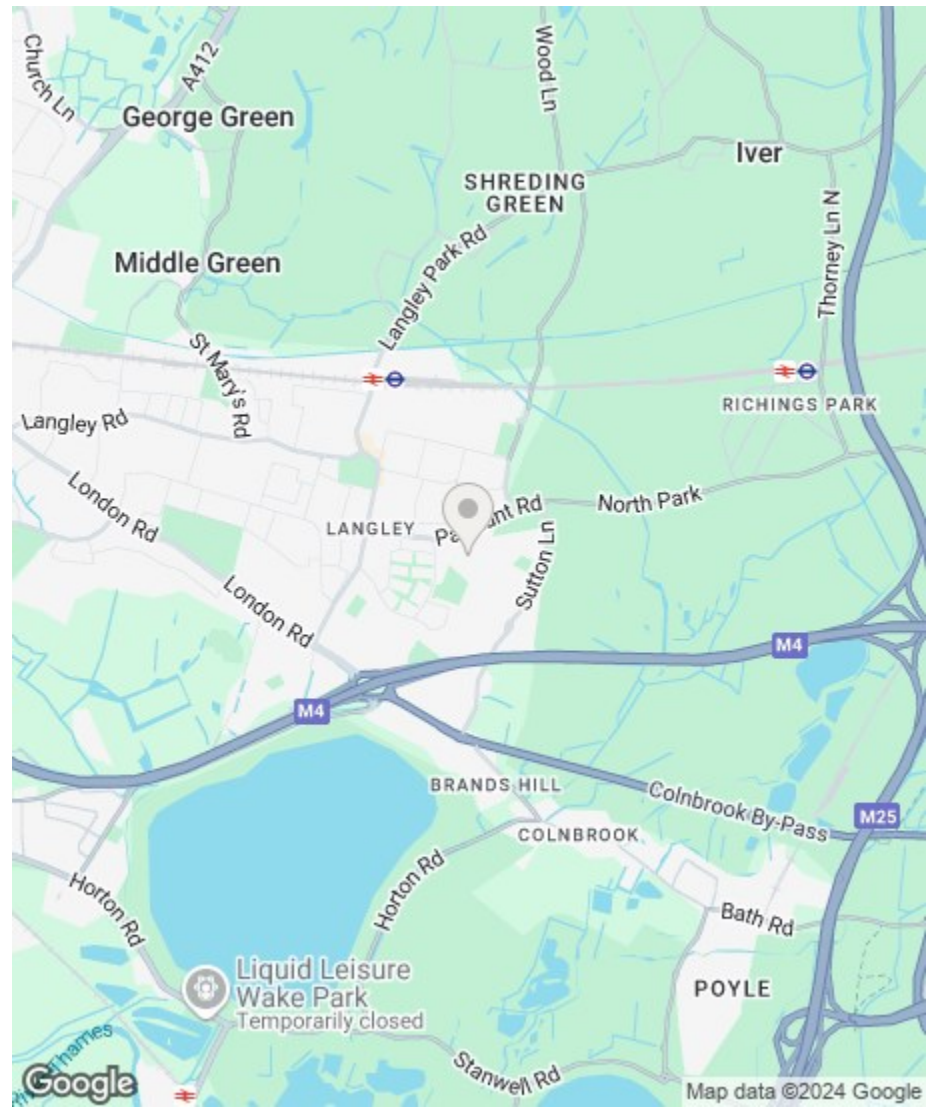 Church Ln
A412
Wood Ln
George Green
Iver
SHREDING
GREEN
Thorney Ln N
Langley Park Rd
Middle Green
St Mary's Rd
RICHINGS PARK
Langley Rd
London Rd
North Park
LANGLEY
Sutton Ln
London Rd
M4
M4
BRANDS HILL
Colnbrook By-Pass
M25
COLNBROOK
Horton Rd
Horton Rd
Bath Rd
Liquid Leisure
Wake Park
Temporarily closed
POYLE
Thames
Stanwell Rd
Google
Map data ©2024 Google